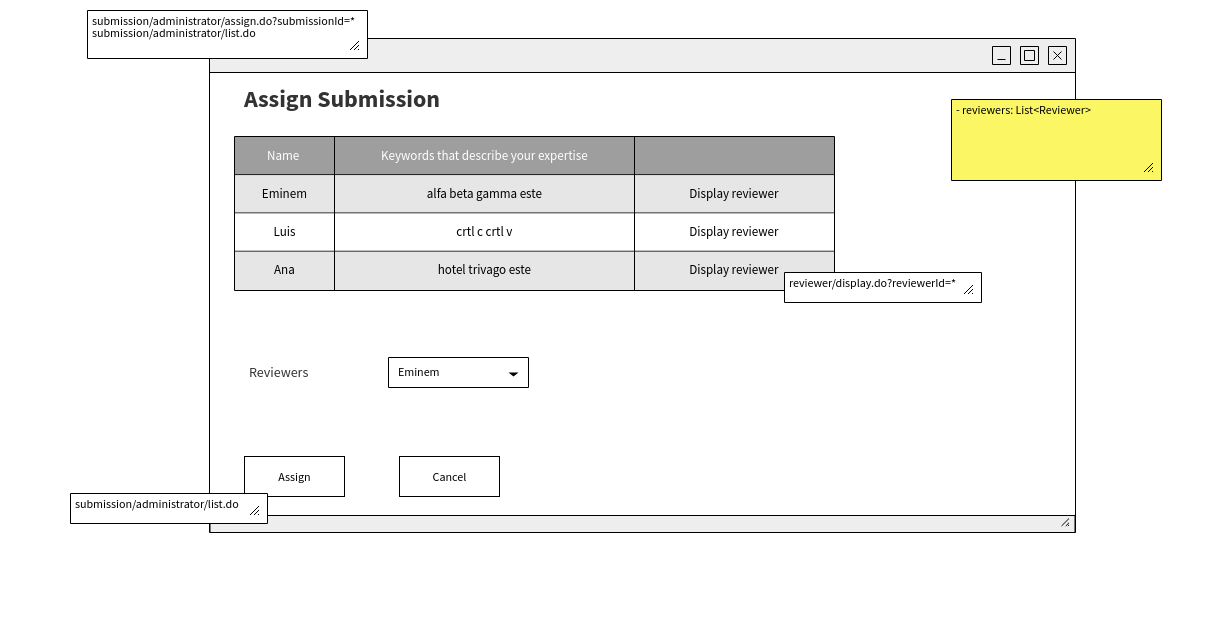 submission/administrator/assign.do?submissionId=*
submission/administrator/list.do
Assign Submission
- reviewers: List<Reviewer>
Name Keywords that describe your expertise
Eminem alfa beta gamma este Display reviewer
Luis crtl c crtl v Display reviewer
Ana hotel trivago este Display reviewer
reviewer/display.do?reviewerId=*
Reviewers Eminem
Assign Cancel
submission/administrator/list.do